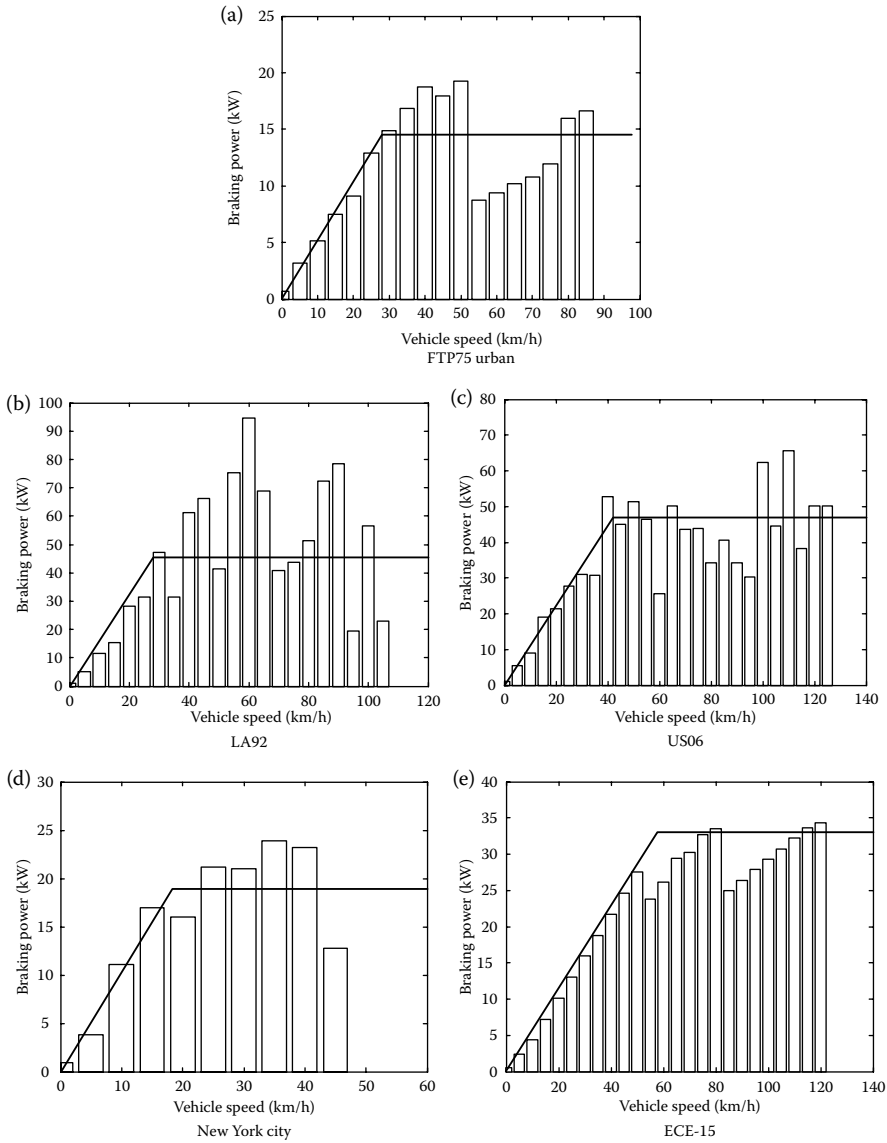 (a)
25
20
15
10
5
0
Braking power (kW)
0 10 20 30 40 50 60 70 80 90 100
Vehicle speed (km/h)
FTP75 urban
(b)
100
90
80
70
60
50
40
30
20
10
0
Braking power (kW)
0 20 40 60 80 100 120
Vehicle speed (km/h)
LA92
(c)
80
70
60
50
40
30
20
10
0
Braking power (kW)
0 20 40 60 80 100 120 140
Vehicle speed (km/h)
US06
(d)
30
25
20
15
10
5
0
Braking power (kW)
0 10 20 30 40 50 60
Vehicle speed (km/h)
New York city
(e)
40
35
30
25
20
15
10
5
0
Braking power (kW)
0 20 40 60 80 100 120 140
Vehicle speed (km/h)
ECE-15